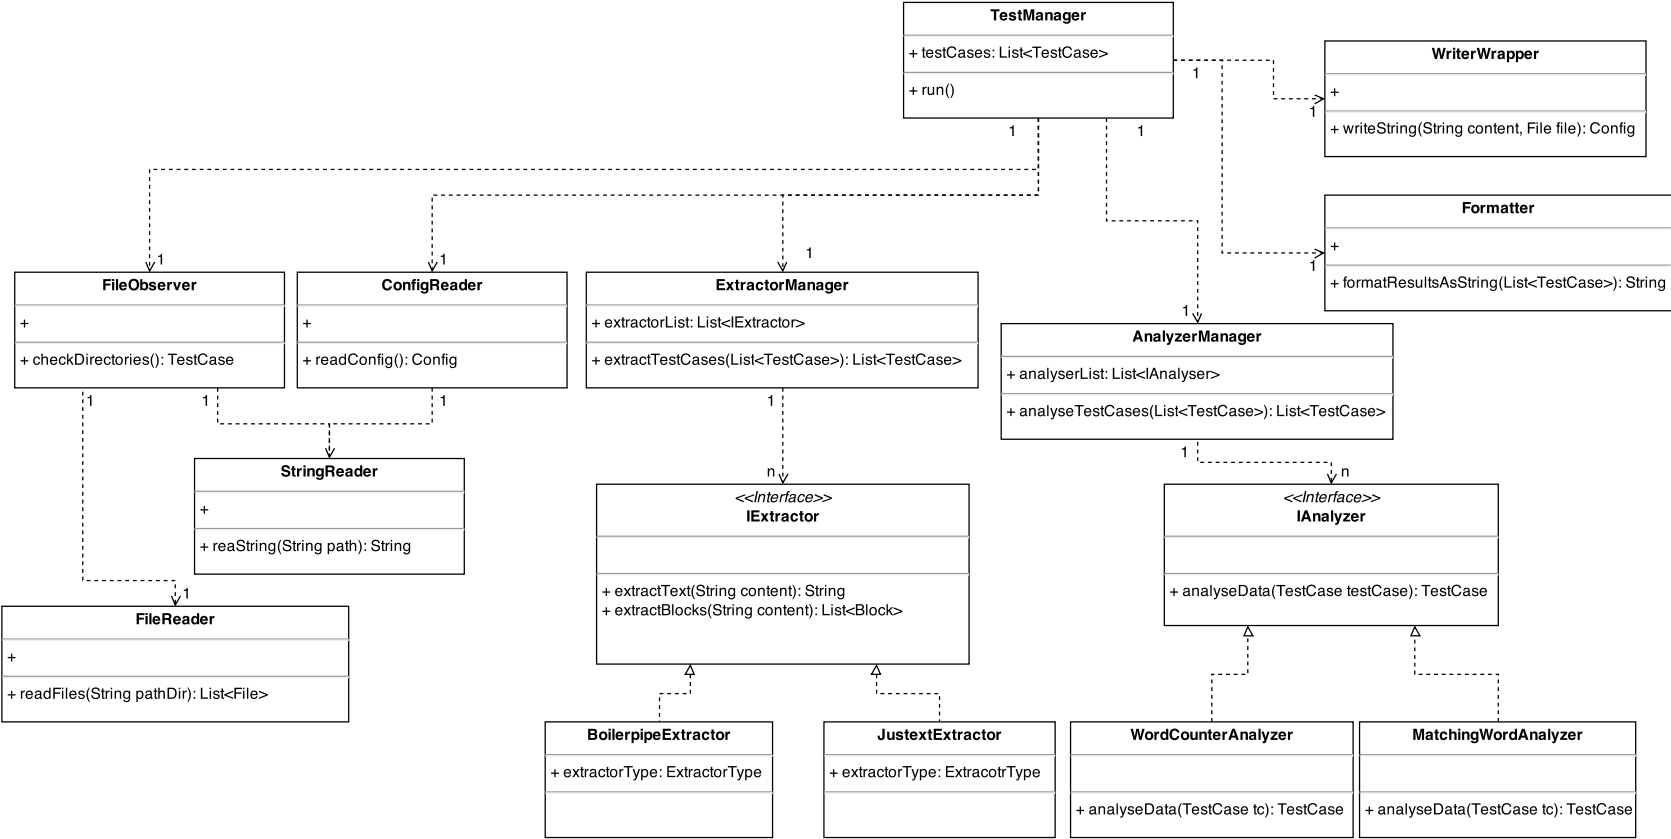 TestManager
+ testCases: List<TestCase>
+ run()
1
1
1
WriterWrapper
+
+ writeString(String content, File file): Config
1
Formatter
+
+ formatResultsAsString(List<TestCase>): String
1
1
FileObserver
+
+ checkDirectories(): TestCase
1
1
1
ConfigReader
+
+ readConfig(): Config
1
1
ExtractorManager
+ extractorList: List<IExtractor>
+ extractTestCases(List<TestCase>): List<TestCase>
1
1
AnalyzerManager
+ analyserList: List<IAnalyser>
+ analyseTestCases(List<TestCase>): List<TestCase>
1
StringReader
+
+ reaString(String path): String
1
FileReader
+
+ readFiles(String pathDir): List<File>
n
<<Interface>>
IExtractor
+ extractText(String content): String
+ extractBlocks(String content): List<Block>
n
<<Interface>>
IAnalyzer
+ analyseData(TestCase testCase): TestCase
BoilerpipeExtractor
+ extractorType: ExtractorType
JustextExtractor
+ extractorType: ExtracotrType
WordCounterAnalyzer
+ analyseData(TestCase tc): TestCase
MatchingWordAnalyzer
+ analyseData(TestCase tc): TestCase